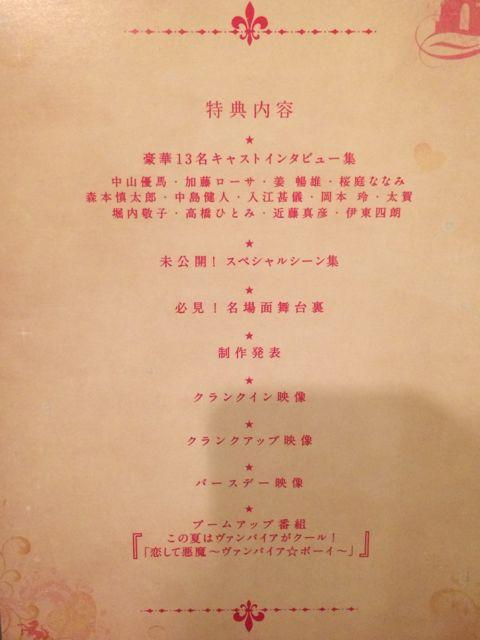 特典内容
★
豪華13名キャストインタビュー集
中山優馬・加藤ローサ・姜 暢雄・桜庭ななみ
森本慎太郎・中島健人・入江甚儀・岡本 玲・太賀
堀内敬子・高橋ひとみ・近藤真彦・伊東四朗
★
未公開！スペシャルシーン集
★
必見！名場面舞台裏
★
制作発表
★
クランクイン映像
★
クランクアップ映像
★
バースデー映像
★
ブームアップ番組
『この夏はヴァンパイアがクール！
「恋して悪魔〜ヴァンパイア☆ボーイ〜」』